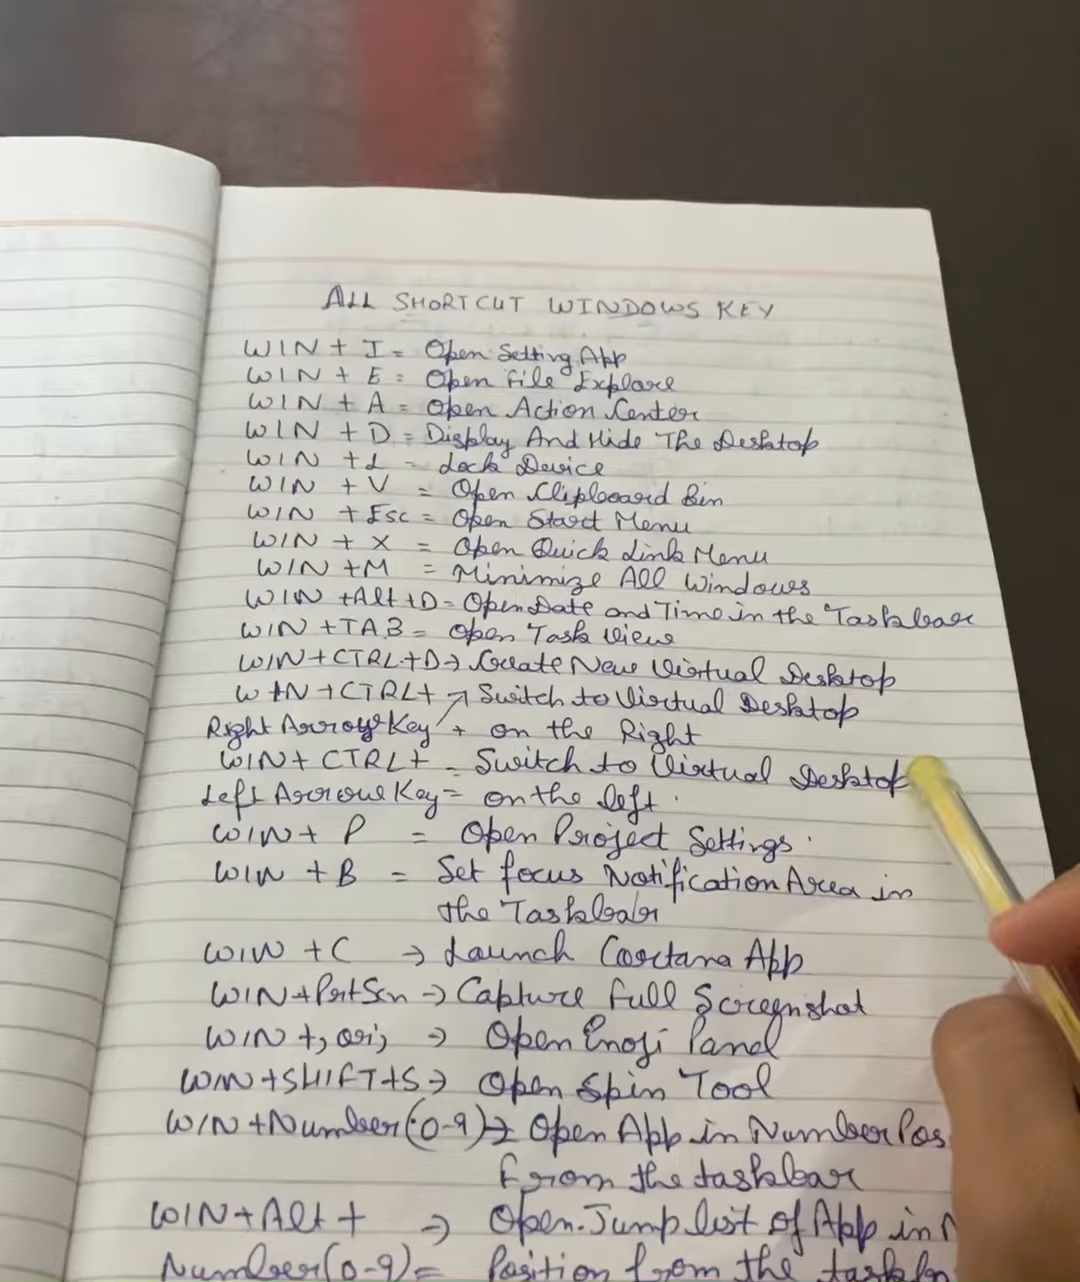 ALL SHORTCUT WINDOWS KEY
WIN + I = Open Setting App
WIN + E = Open File Explore
WIN + A = Open Action Center
WIN + D = Display And Hide The Desktop
WIN + L = Lock Device
WIN + V = Open Clipboard Bin
WIN + Esc = Open Start Menu
WIN + X = Open Quick Link Menu
WIN + M = Minimize All Windows
WIN + Alt + D = Open Date and Time in the Taskbar
WIN + TAB = Open Task View
WIN + CTRL + D → Create New Virtual Desktop
WIN + CTRL + → Switch to Virtual Desktop
Right Arrow Key + on the Right
WIN + CTRL + = Switch to Virtual Desktop
Left Arrow Key = on the left.
WIN + P = Open Project Settings.
WIN + B = Set focus Notification Area in
the Taskbar
WIN + C → Launch Coctana App
WIN + PrtScn → Capture full Screenshot
WIN +, or; → Open Emoji Panel
WIN + SHIFT + S → Open Spin Tool
WIN + Number (0-9) → Open App in Number Pos
from the taskbar
WIN + Alt + → Open Jump list of App in N
Number (0-9) = Position from the taskbar